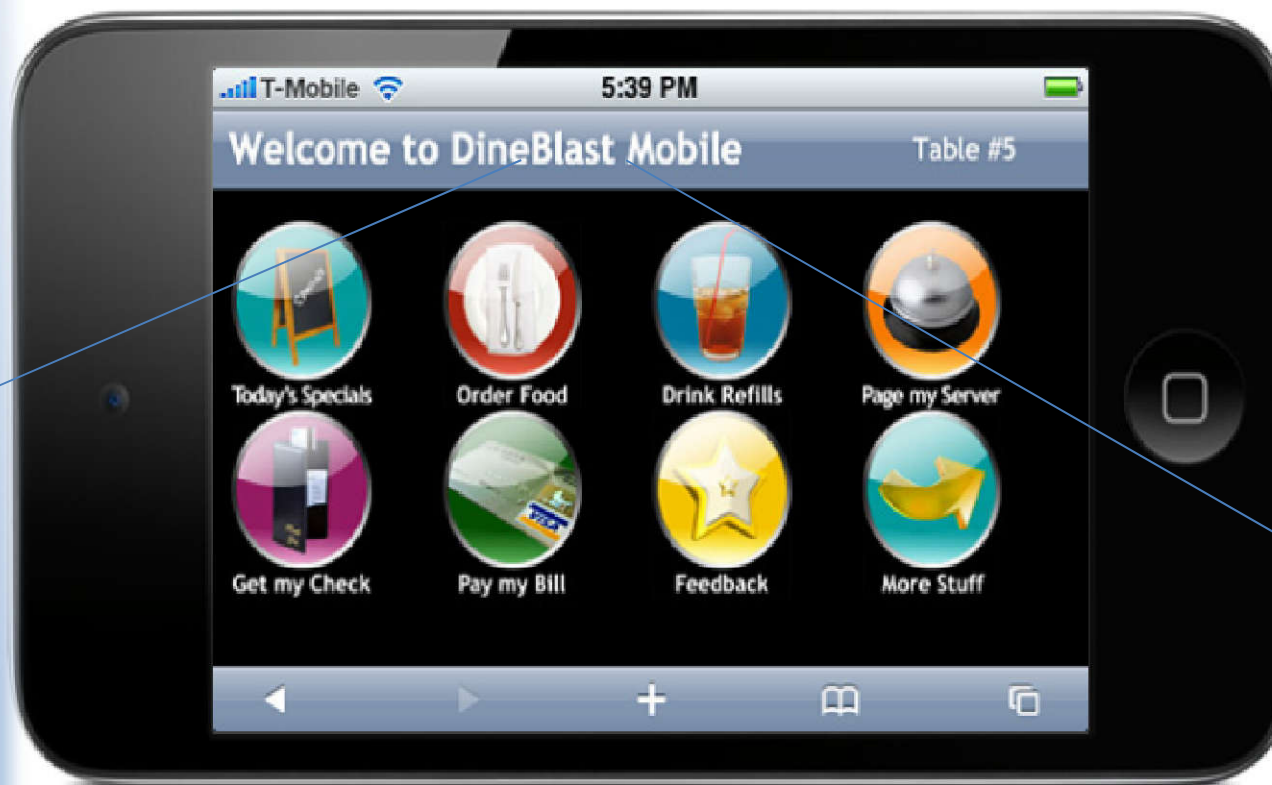 T-Mobile 5:39 PM
Welcome to DineBlast Mobile Table #5
Today's Specials Order Food Drink Refills Page my Server
Get my Check Pay my Bill Feedback More Stuff
VISA